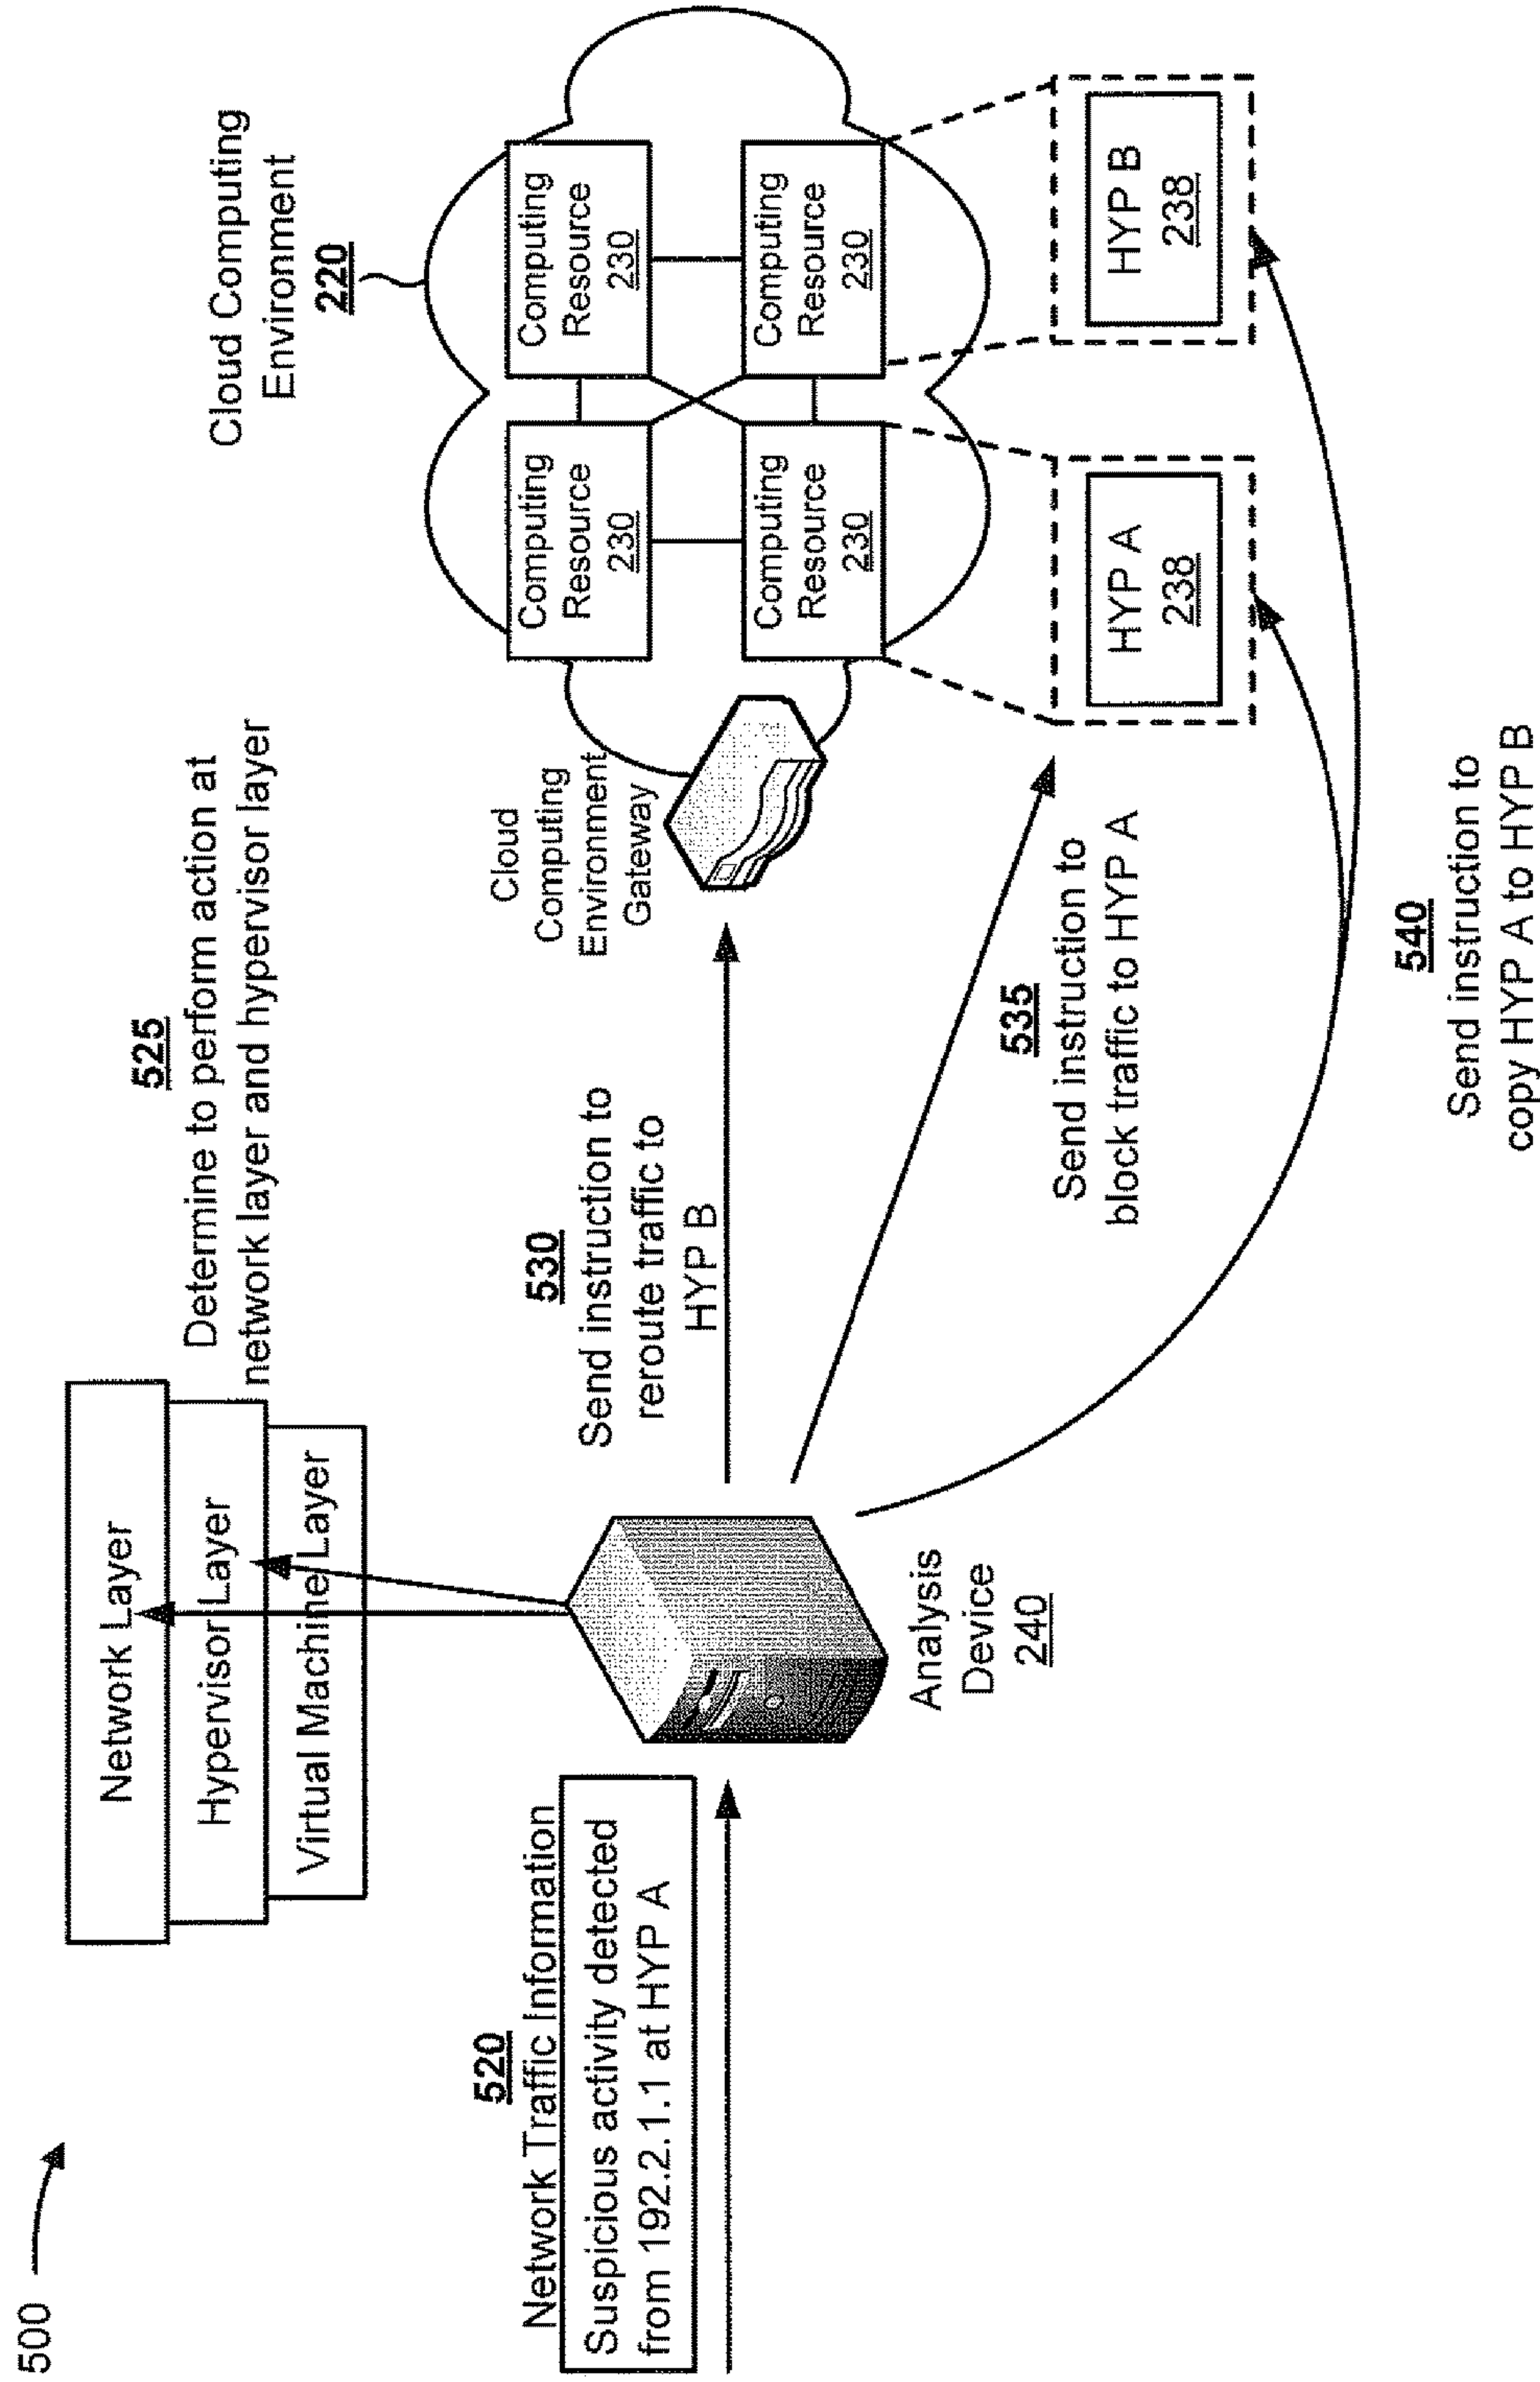 500
Network Layer
Hypervisor Layer
Virtual Machine Layer
525
Determine to perform action at
network layer and hypervisor layer
520
Network Traffic Information
Suspicious activity detected
from 192.2.1.1 at HYP A
Analysis
Device
240
530
Send instruction to
reroute traffic to
HYP B
535
Send instruction to
block traffic to HYP A
540
Send instruction to
copy HYP A to HYP B
Cloud
Computing
Environment
Gateway
Cloud Computing
Environment
220
Computing
Resource
230
Computing
Resource
230
Computing
Resource
230
Computing
Resource
230
HYP A
238
HYP B
238